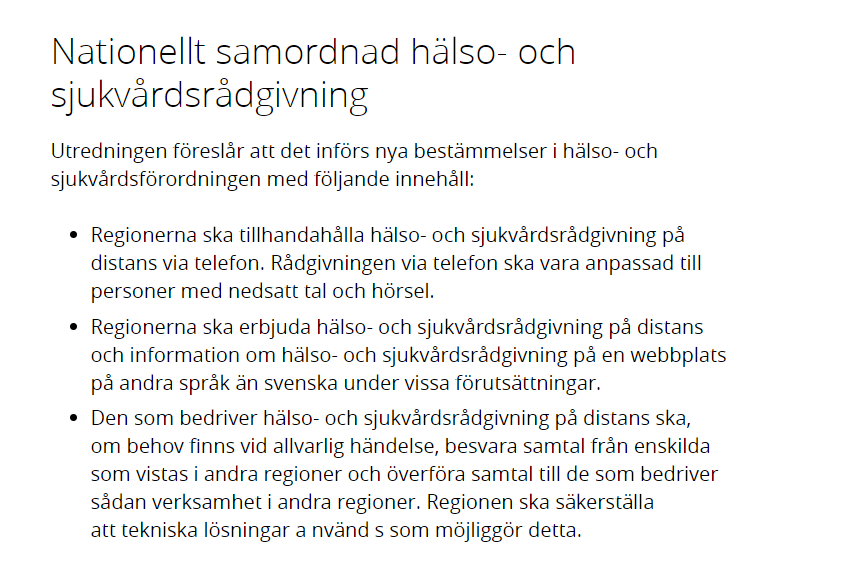 Nationellt samordnad hälso- och
sjukvårdsrådgivning
Utredningen föreslår att det införs nya bestämmelser i hälso- och
sjukvårdsförordningen med följande innehåll:
• Regionerna ska tillhandahålla hälso- och sjukvårdsrådgivning på
distans via telefon. Rådgivningen via telefon ska vara anpassad till
personer med nedsatt tal och hörsel.
• Regionerna ska erbjuda hälso- och sjukvårdsrådgivning på distans
och information om hälso- och sjukvårdsrådgivning på en webbplats
på andra språk än svenska under vissa förutsättningar.
• Den som bedriver hälso- och sjukvårdsrådgivning på distans ska,
om behov finns vid allvarlig händelse, besvara samtal från enskilda
som vistas i andra regioner och överföra samtal till de som bedriver
sådan verksamhet i andra regioner. Regionen ska säkerställa
att tekniska lösningar a nvänd s som möjliggör detta.